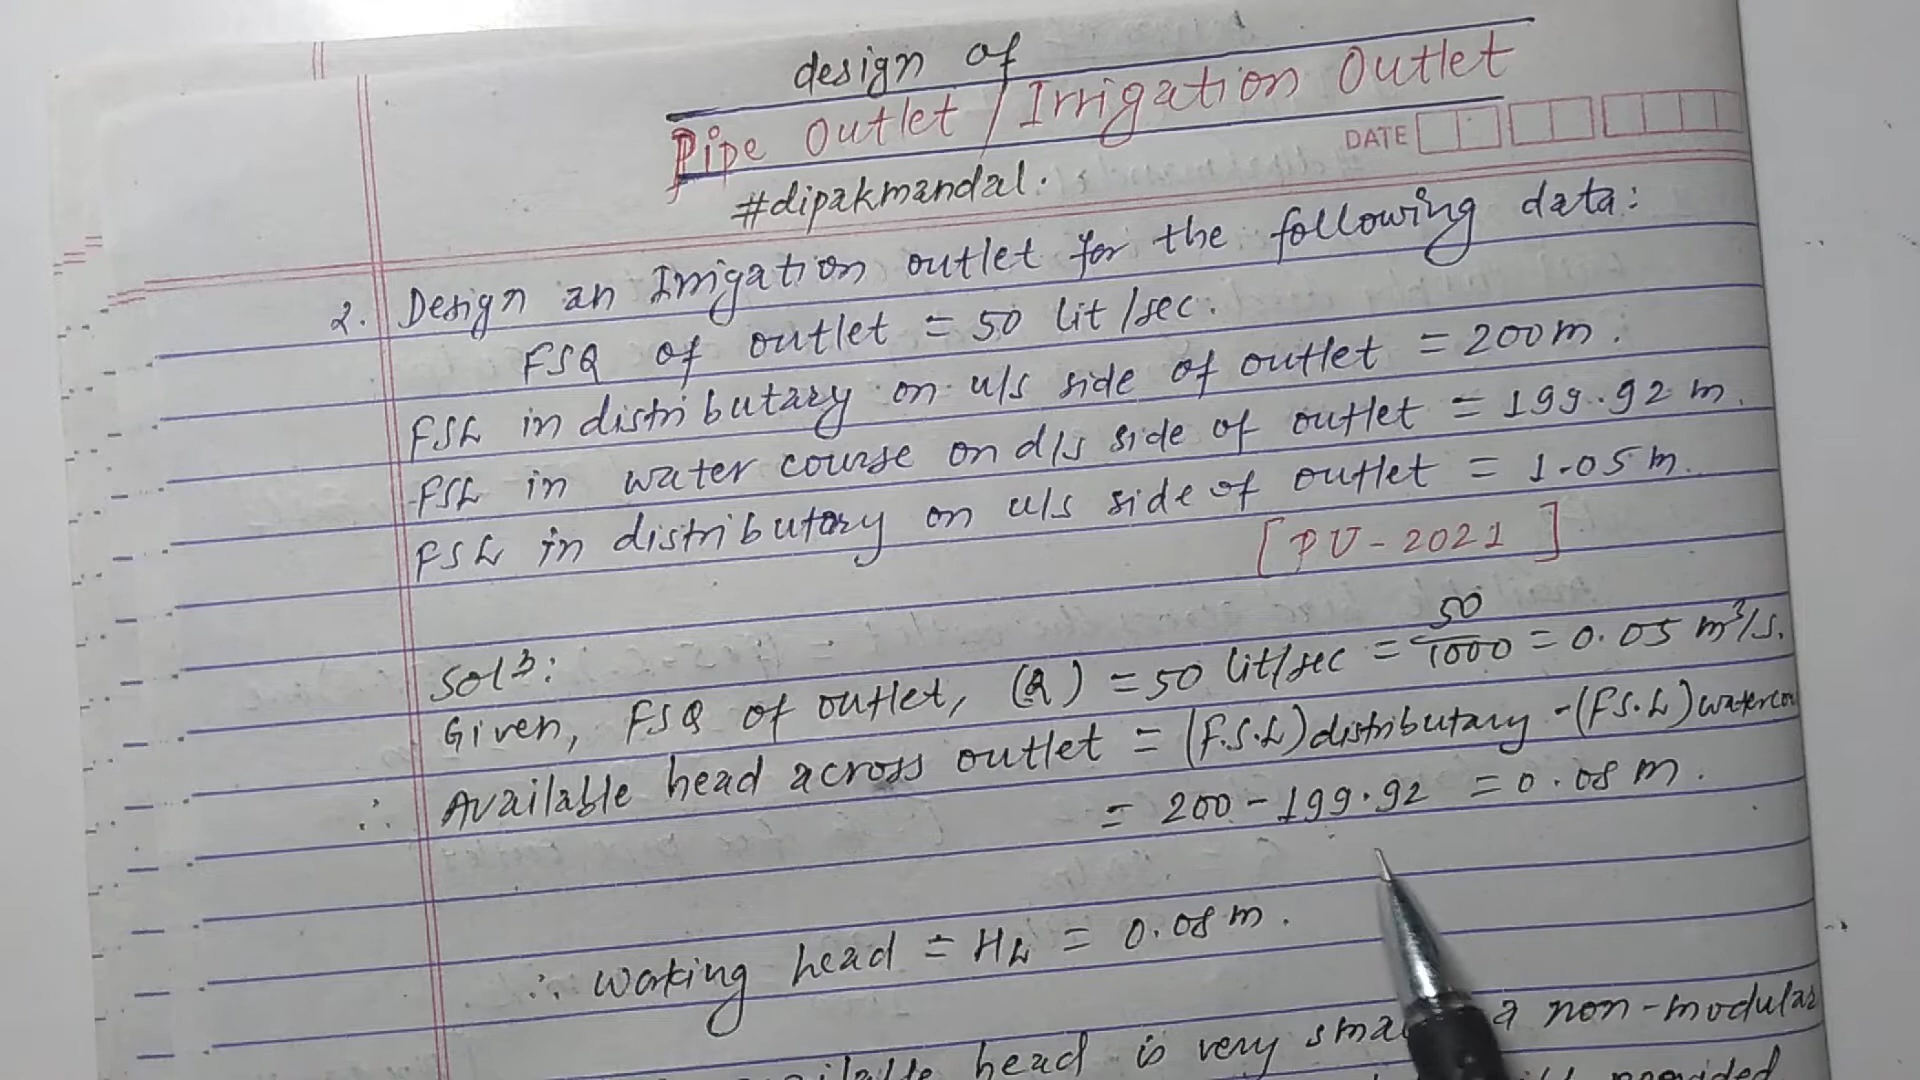 design of
Pipe Outlet / Irrigation Outlet
DATE
#dipakmandal.
2. Design an Irrigation outlet for the following data:
FSQ of outlet = 50 lit/sec.
FSL in distributary on u/s side of outlet = 200m.
FSL in water course on d/s side of outlet = 199.92 m.
FSL in distributory on u/s side of outlet = 1.05 m.
[PU-2021]
Solⁿ:
Given, FSQ of outlet, (Q) = 50 lit/sec = 50/1000 = 0.05 m³/s.
∴ Available head across outlet = (F.S.L) distributary - (F.S.L)
= 200 - 199.92 = 0.08 m.
∴ Working head = HL = 0.08 m.
head is very a non-modular
provided